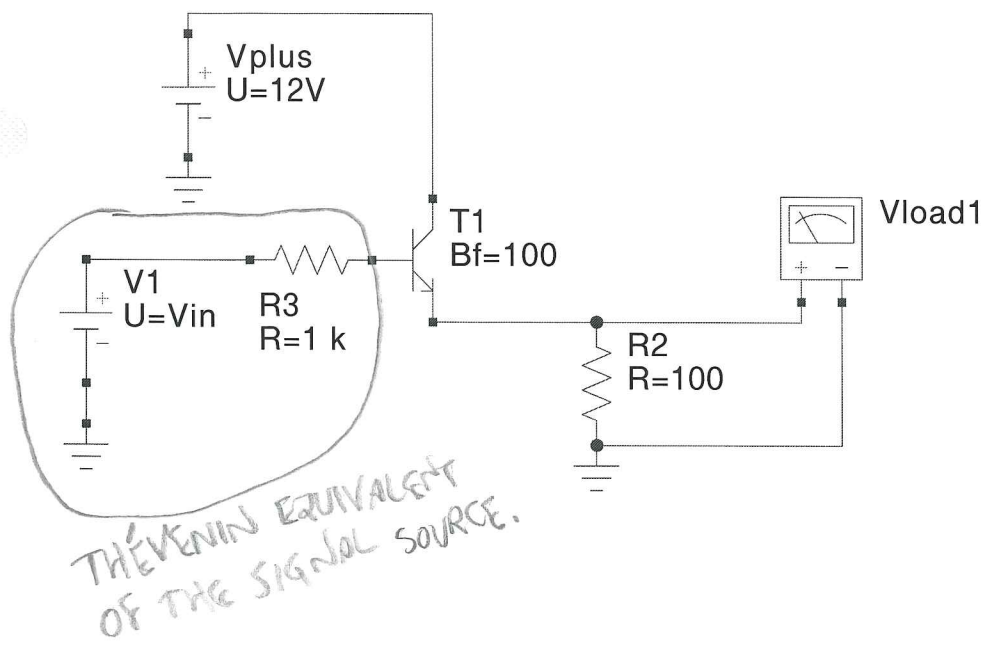 Vplus
U=12V
+
−
T1
Bf=100
Vload1
+ −
V1
U=Vin
+
−
R3
R=1 k
R2
R=100
THÉVENIN EQUIVALENT
OF THE SIGNAL SOURCE.